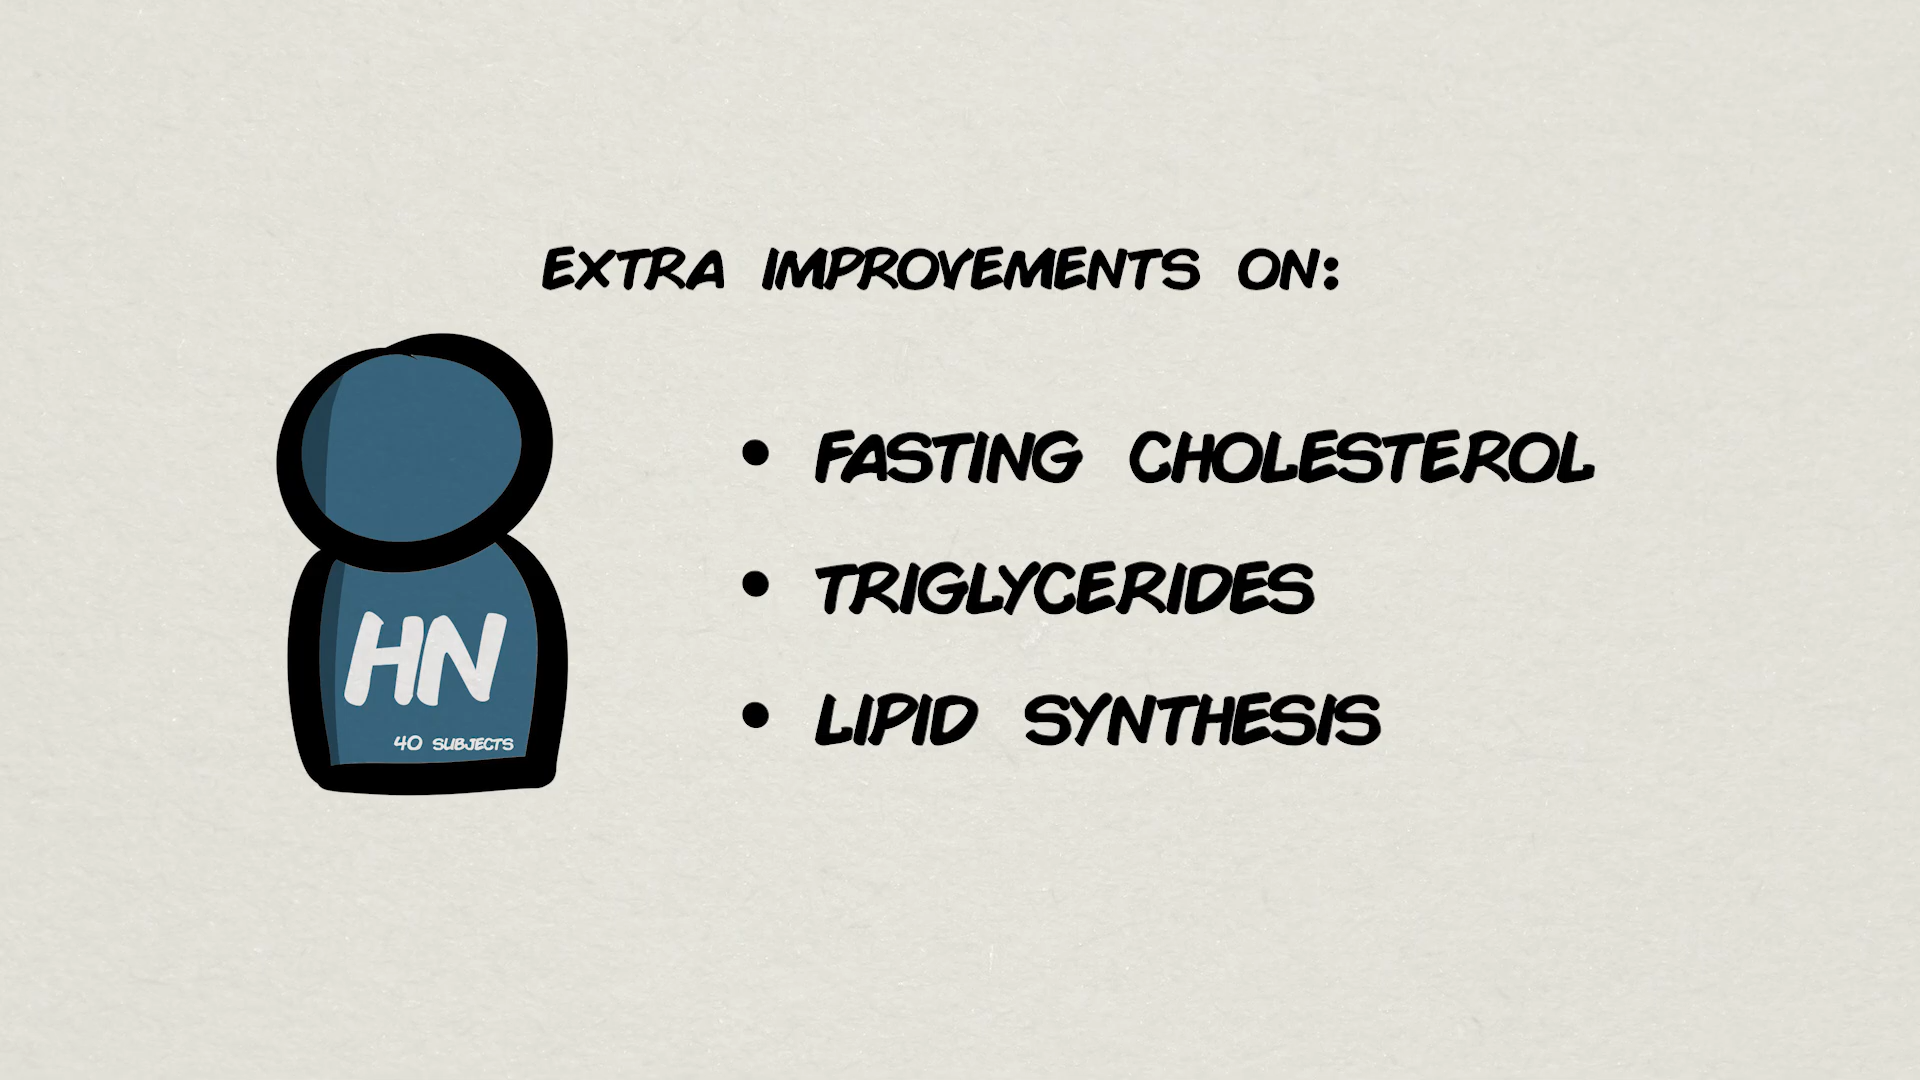 EXTRA IMPROVEMENTS ON:
• FASTING CHOLESTEROL
• TRIGLYCERIDES
• LIPID SYNTHESIS
HN
40 SUBJECTS